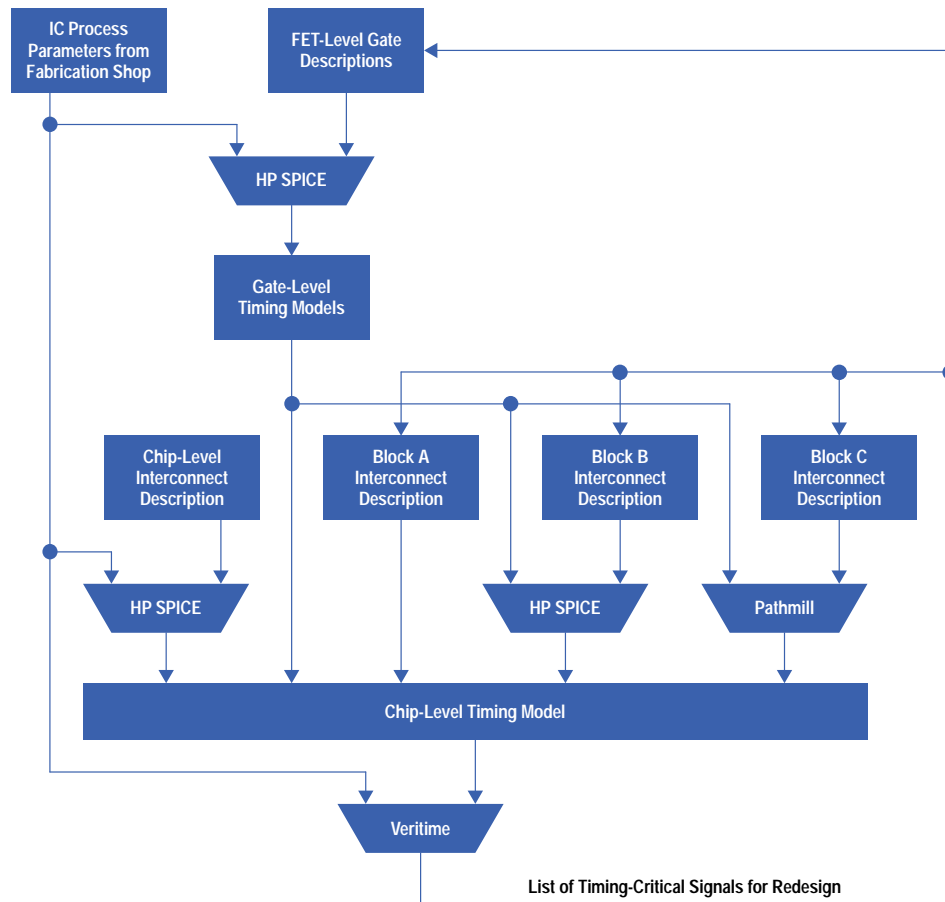 IC Process
Parameters from
Fabrication Shop
FET-Level Gate
Descriptions
HP SPICE
Gate-Level
Timing Models
Chip-Level
Interconnect
Description
Block A
Interconnect
Description
Block B
Interconnect
Description
Block C
Interconnect
Description
HP SPICE
HP SPICE
Pathmill
Chip-Level Timing Model
Veritime
List of Timing-Critical Signals for Redesign